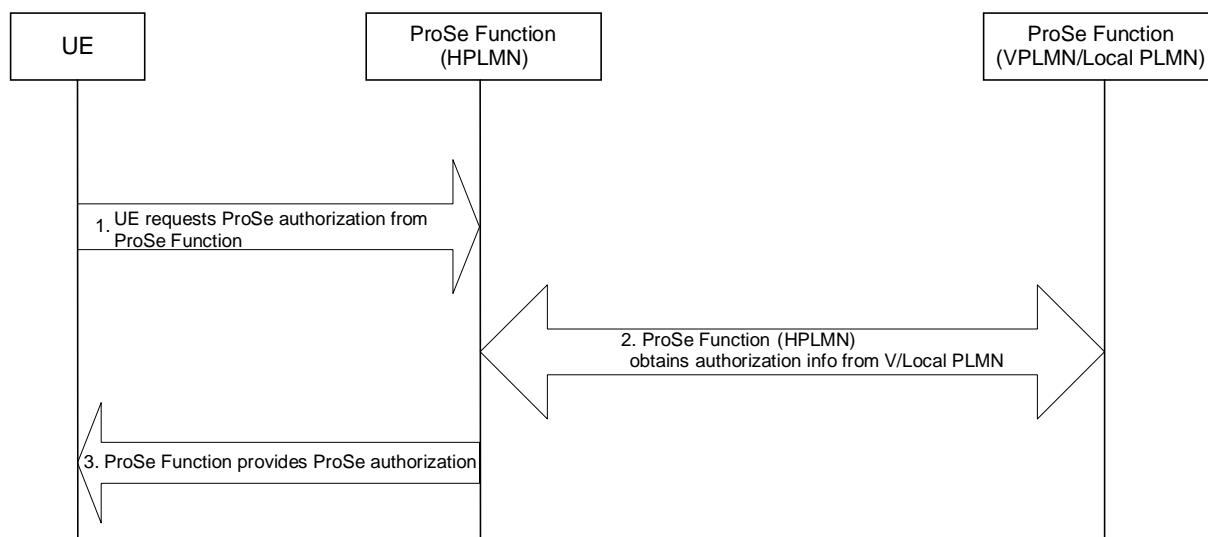 UE
ProSe Function
(HPLMN)
ProSe Function
(VPLMN/Local PLMN)
1. UE requests ProSe authorization from
ProSe Function
2. ProSe Function (HPLMN)
obtains authorization info from V/Local PLMN
3. ProSe Function provides ProSe authorization